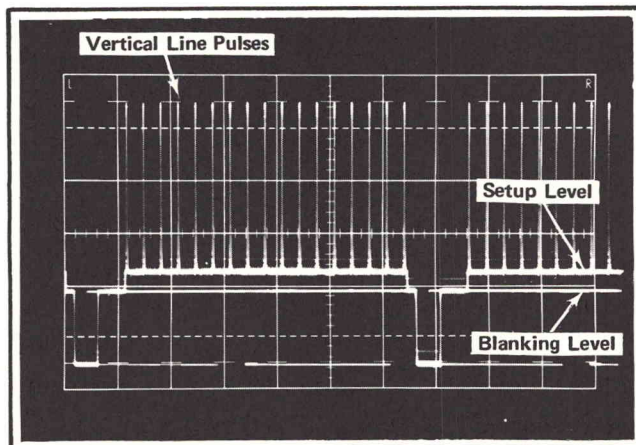 Vertical Line Pulses
L
R
Setup Level
Blanking Level